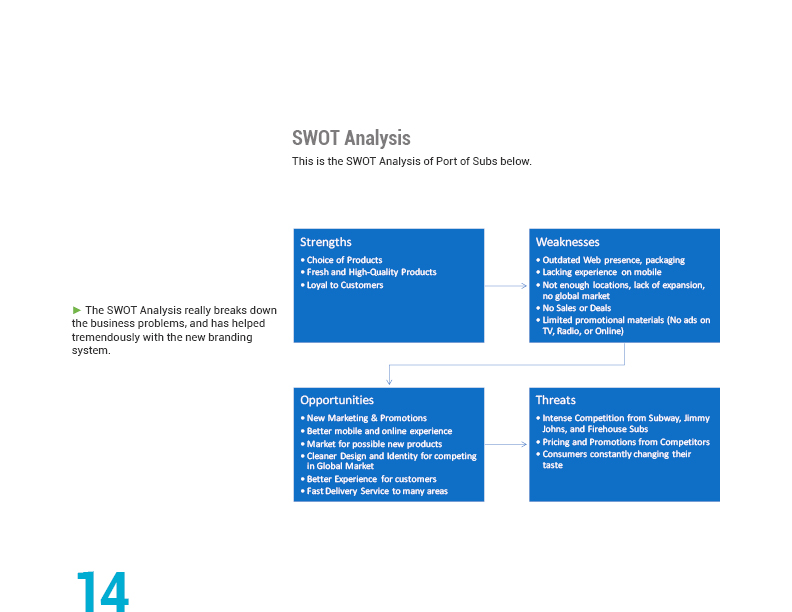 SWOT Analysis
This is the SWOT Analysis of Port of Subs below.
► The SWOT Analysis really breaks down
the business problems, and has helped
tremendously with the new branding
system.
Strengths
• Choice of Products
• Fresh and High-Quality Products
• Loyal to Customers
Weaknesses
• Outdated Web presence, packaging
• Lacking experience on mobile
• Not enough locations, lack of expansion,
no global market
• No Sales or Deals
• Limited promotional materials (No ads on
TV, Radio, or Online)
Opportunities
• New Marketing & Promotions
• Better mobile and online experience
• Market for possible new products
• Cleaner Design and Identity for competing
in Global Market
• Better Experience for customers
• Fast Delivery Service to many areas
Threats
• Intense Competition from Subway, Jimmy
Johns, and Firehouse Subs
• Pricing and Promotions from Competitors
• Consumers constantly changing their
taste
14